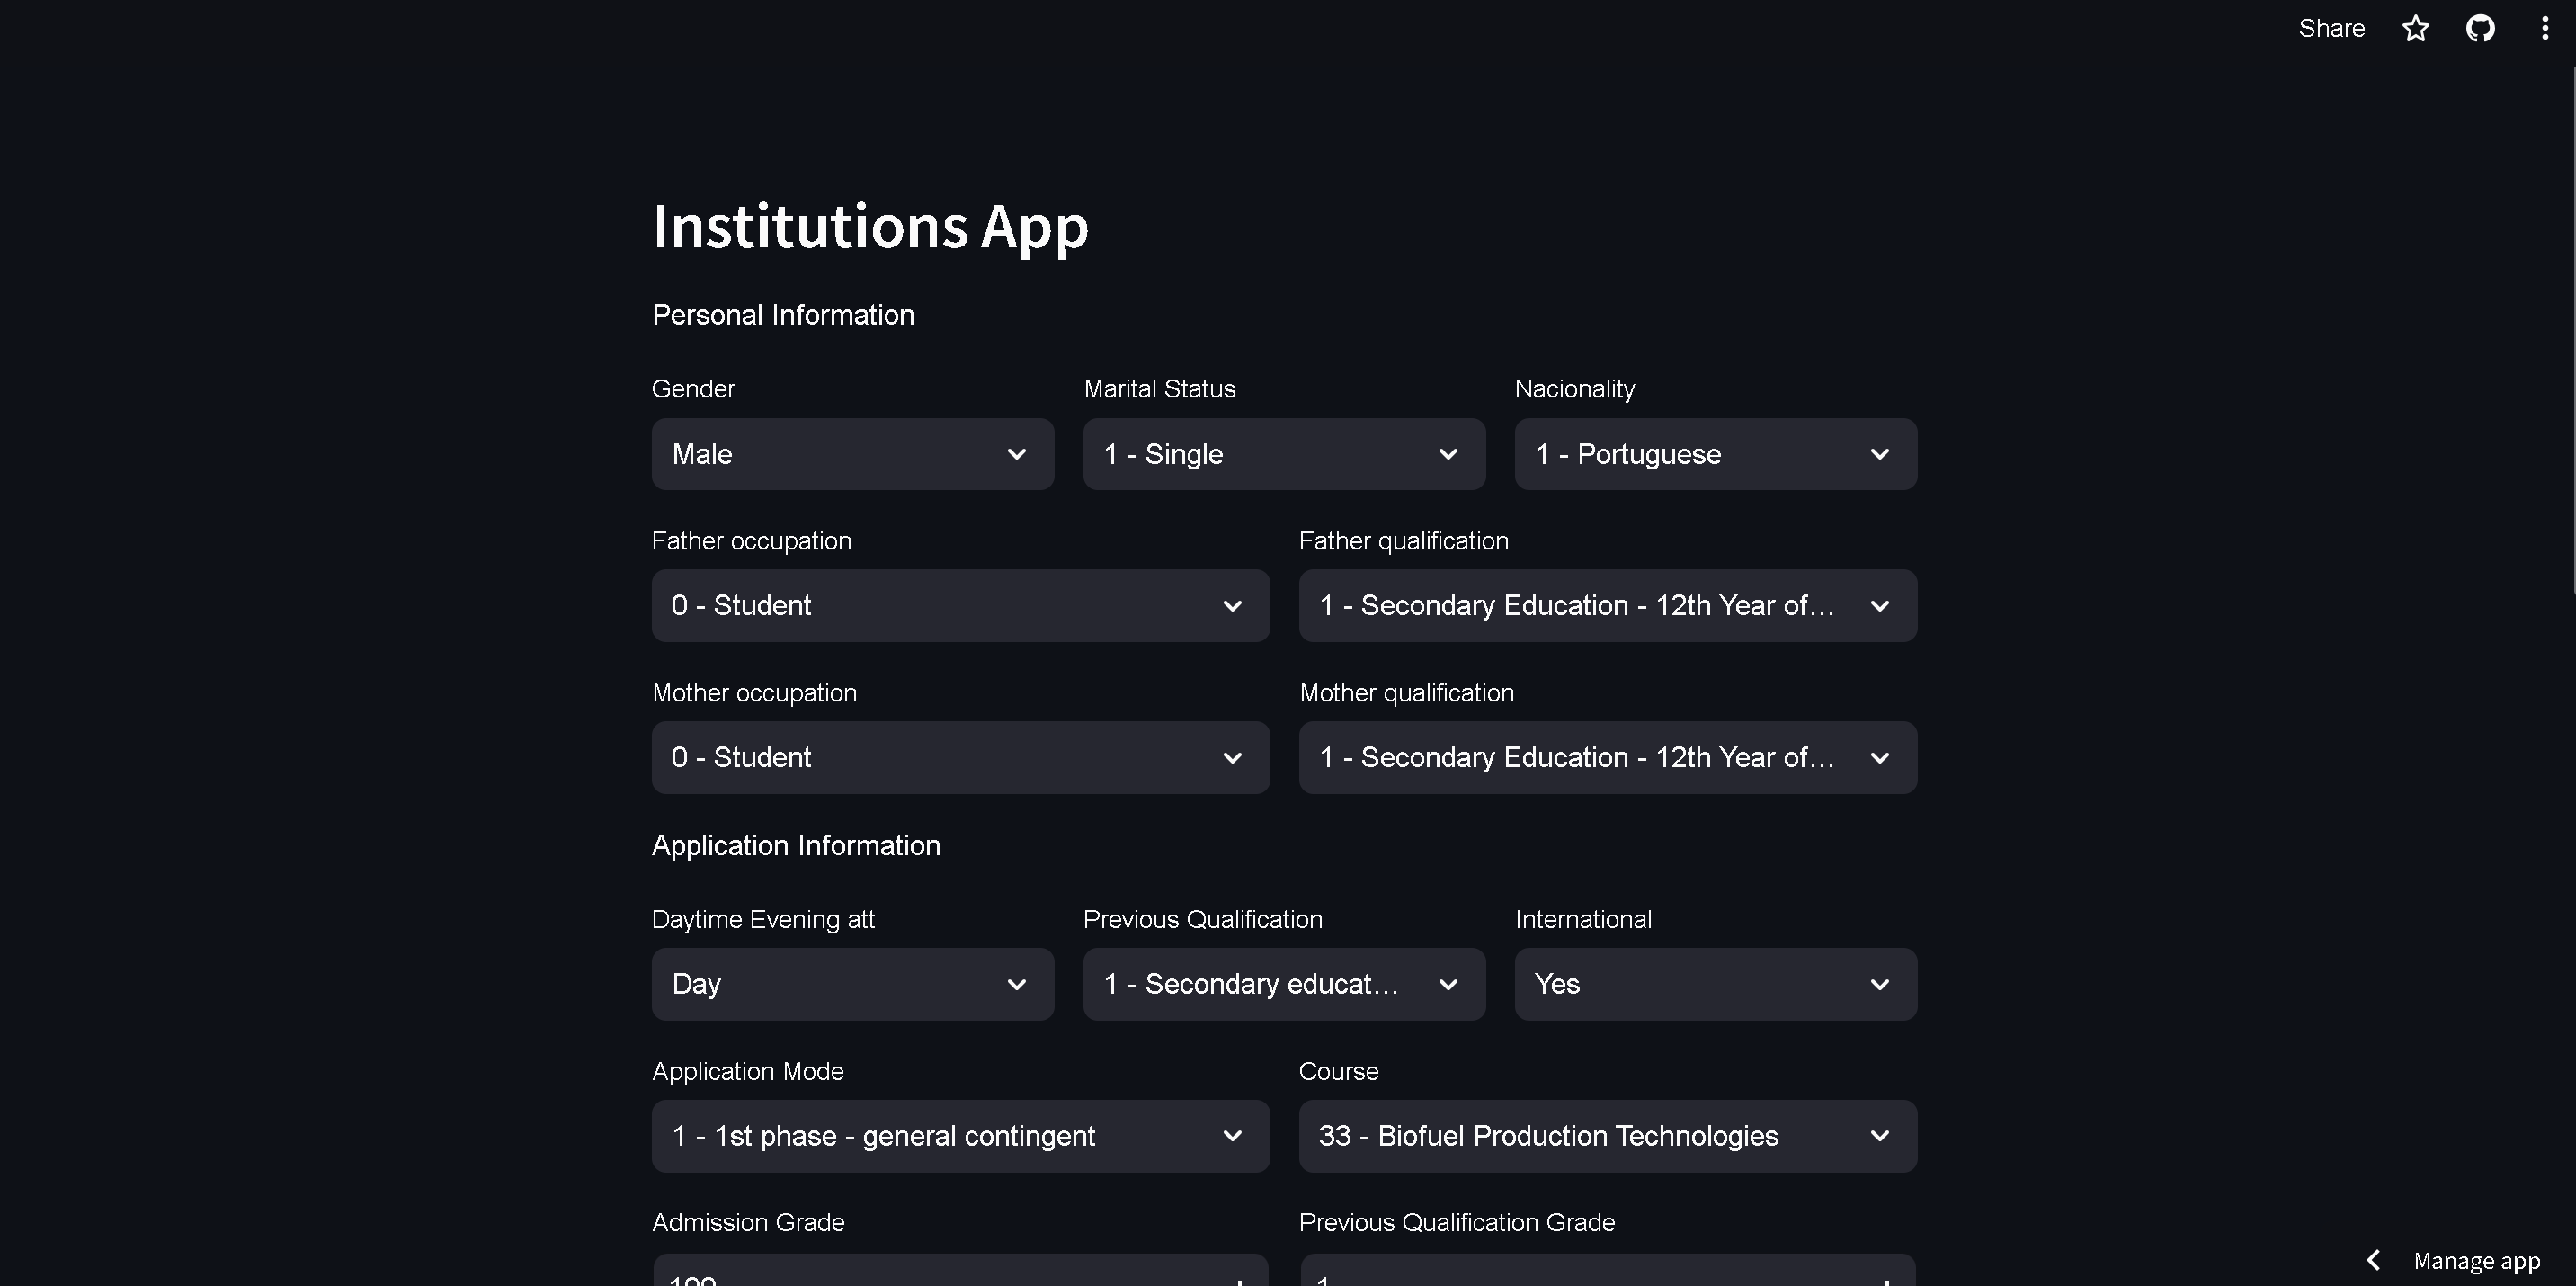 Share
Institutions App
Personal Information
Gender Marital Status Nacionality
Male 1 - Single 1 - Portuguese
Father occupation Father qualification
0 - Student 1 - Secondary Education - 12th Year of…
Mother occupation Mother qualification
0 - Student 1 - Secondary Education - 12th Year of…
Application Information
Daytime Evening att Previous Qualification International
Day 1 - Secondary educat… Yes
Application Mode Course
1 - 1st phase - general contingent 33 - Biofuel Production Technologies
Admission Grade Previous Qualification Grade
Manage app